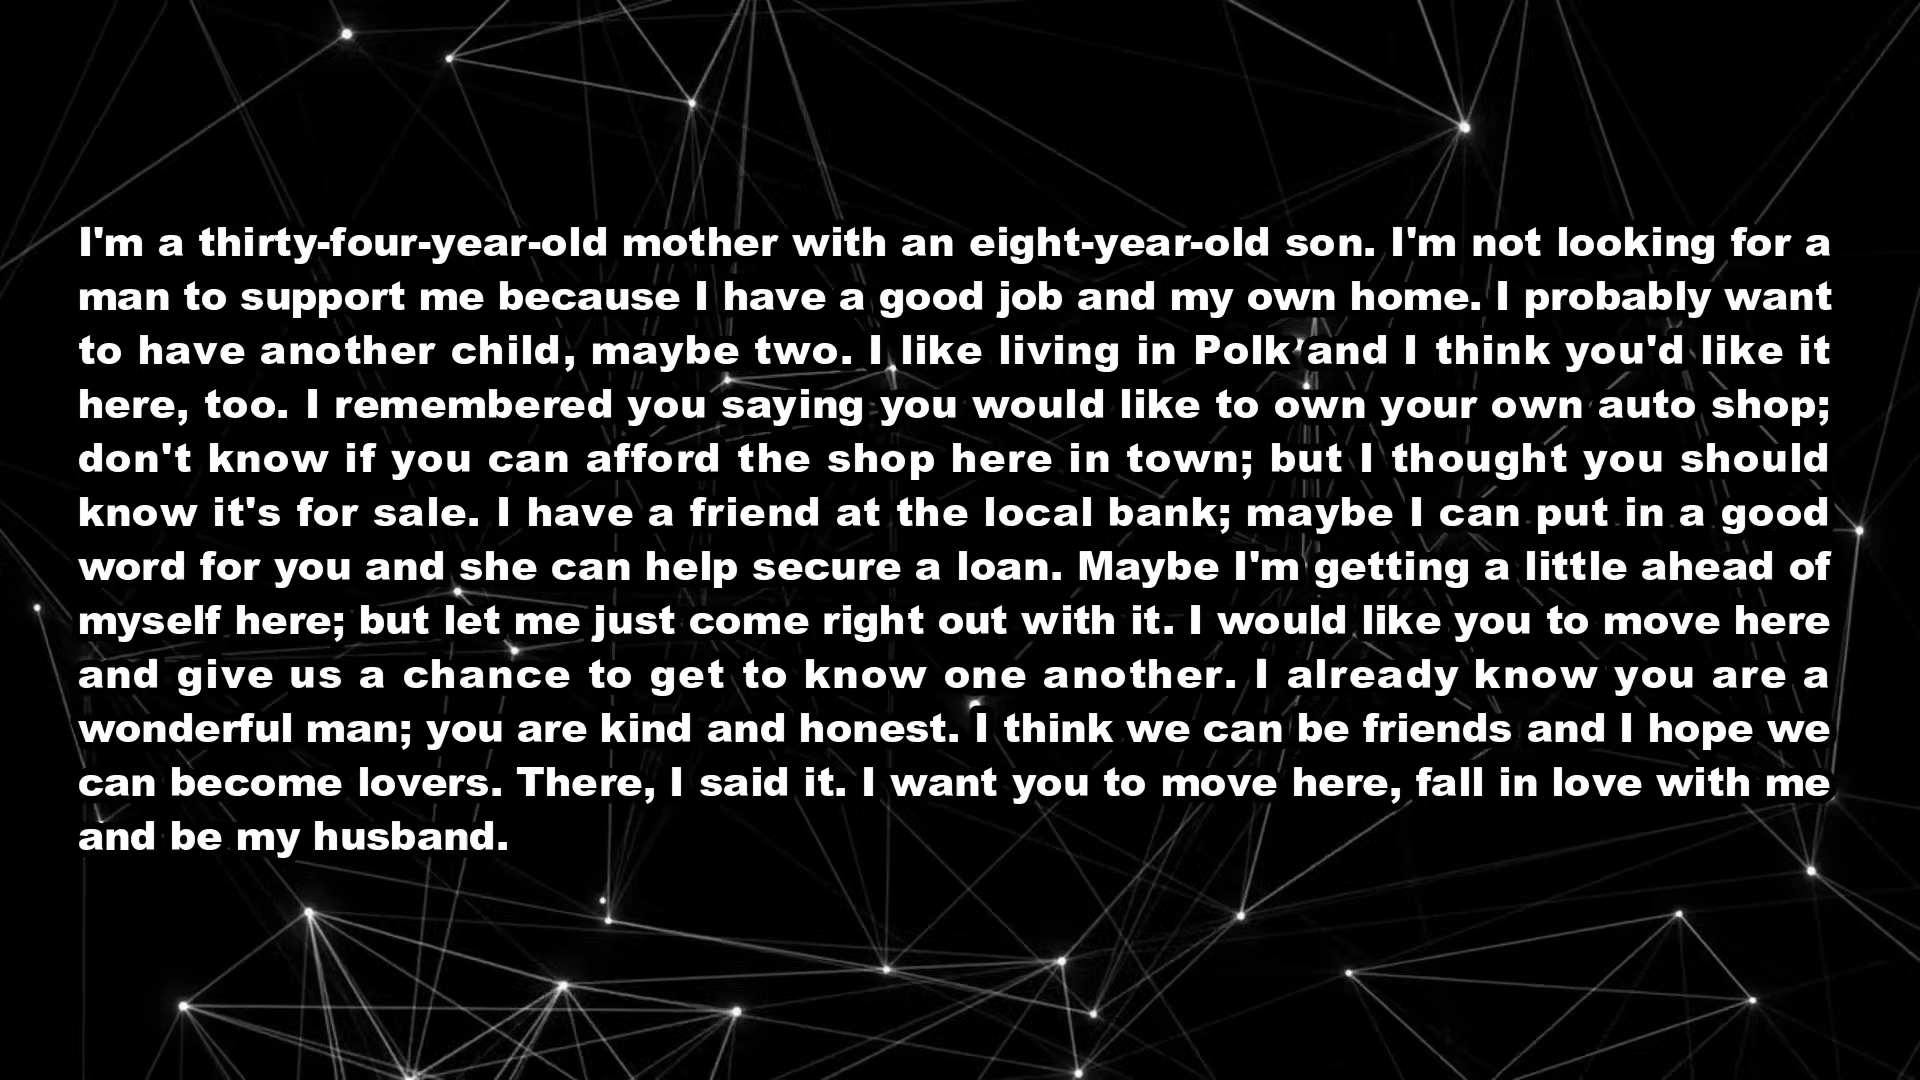 I'm a thirty-four-year-old mother with an eight-year-old son. I'm not looking for a
man to support me because I have a good job and my own home. I probably want
to have another child, maybe two. I like living in Polk and I think you'd like it
here, too. I remembered you saying you would like to own your own auto shop;
don't know if you can afford the shop here in town; but I thought you should
know it's for sale. I have a friend at the local bank; maybe I can put in a good
word for you and she can help secure a loan. Maybe I'm getting a little ahead of
myself here; but let me just come right out with it. I would like you to move here
and give us a chance to get to know one another. I already know you are a
wonderful man; you are kind and honest. I think we can be friends and I hope we
can become lovers. There, I said it. I want you to move here, fall in love with me
and be my husband.